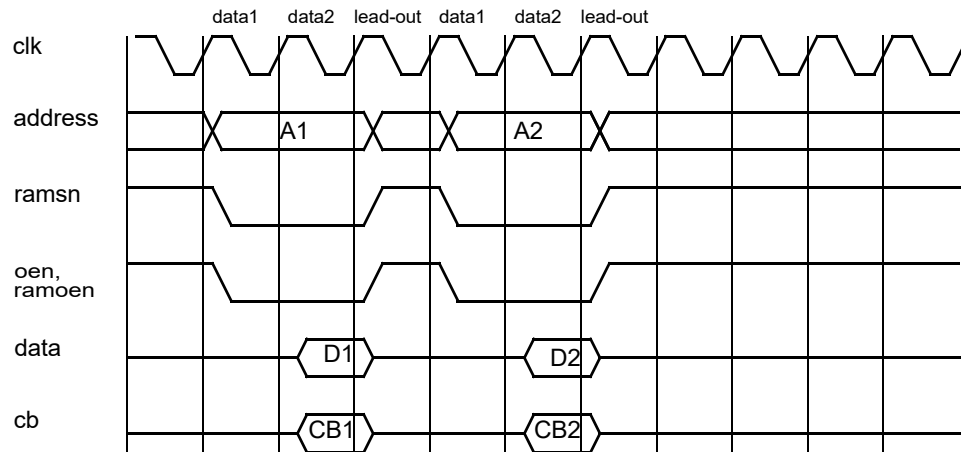 data1 data2 lead-out data1 data2 lead-out
clk
address A1 A2
ramsn
oen,
ramoen
data D1 D2
cb CB1 CB2